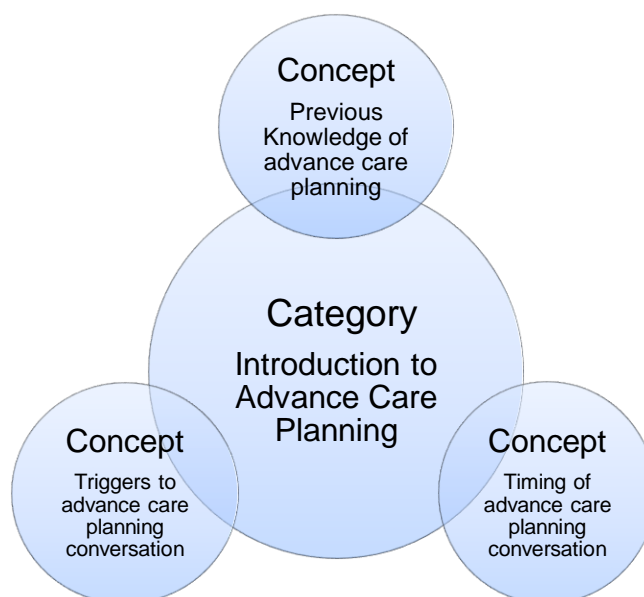 Concept
Previous
Knowledge of
advance care
planning
Category
Introduction to
Advance Care
Planning
Concept
Triggers to
advance care
planning
conversation
Concept
Timing of
advance care
planning
conversation